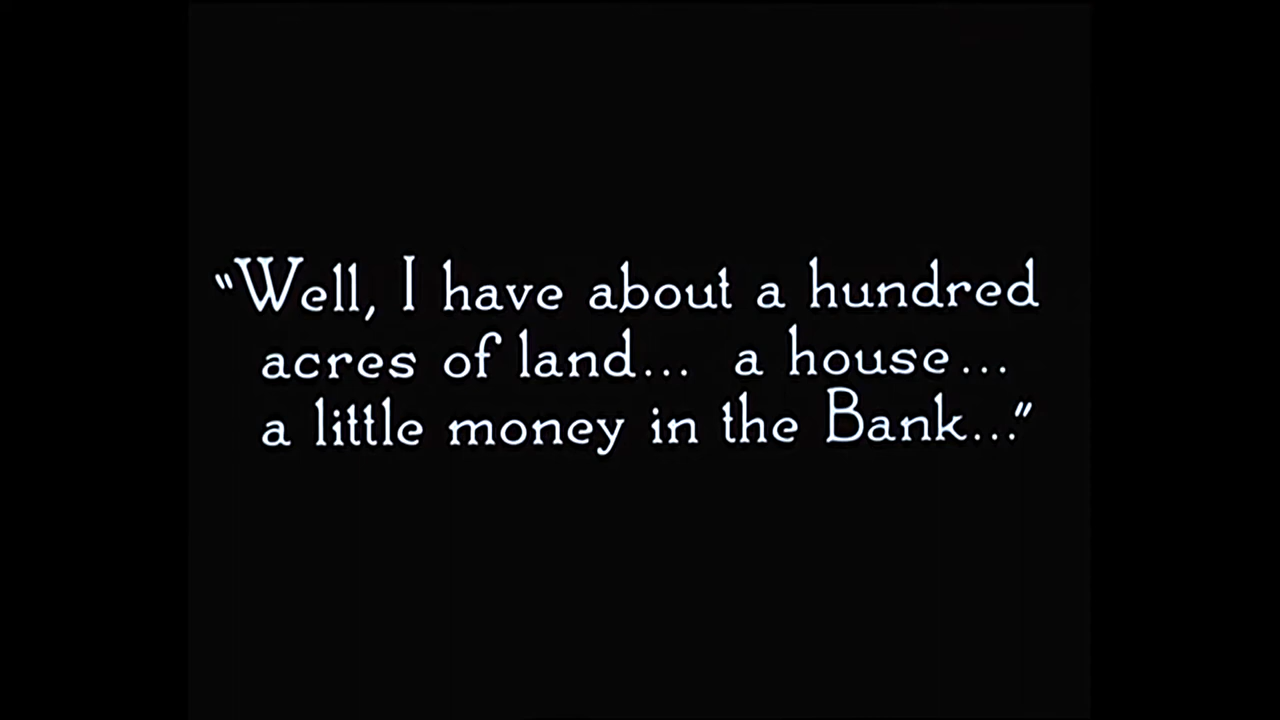 “Well, I have about a hundred
acres of land... a house...
a little money in the Bank...”